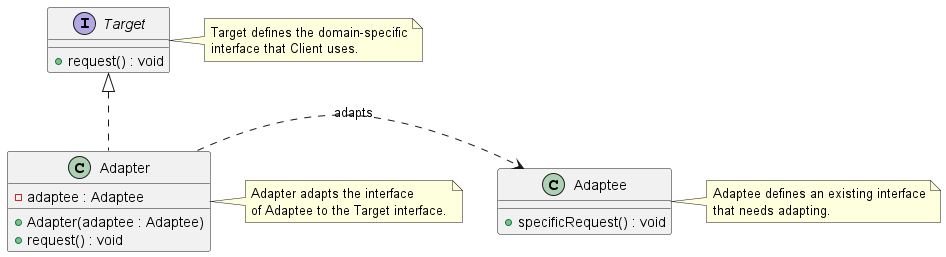 I Target
+ request() : void
Target defines the domain-specific
interface that Client uses.
adapts
C Adapter
adaptee : Adaptee
Adapter(adaptee : Adaptee)
request() : void
Adapter adapts the interface
of Adaptee to the Target interface.
C Adaptee
specificRequest() : void
Adaptee defines an existing interface
that needs adapting.